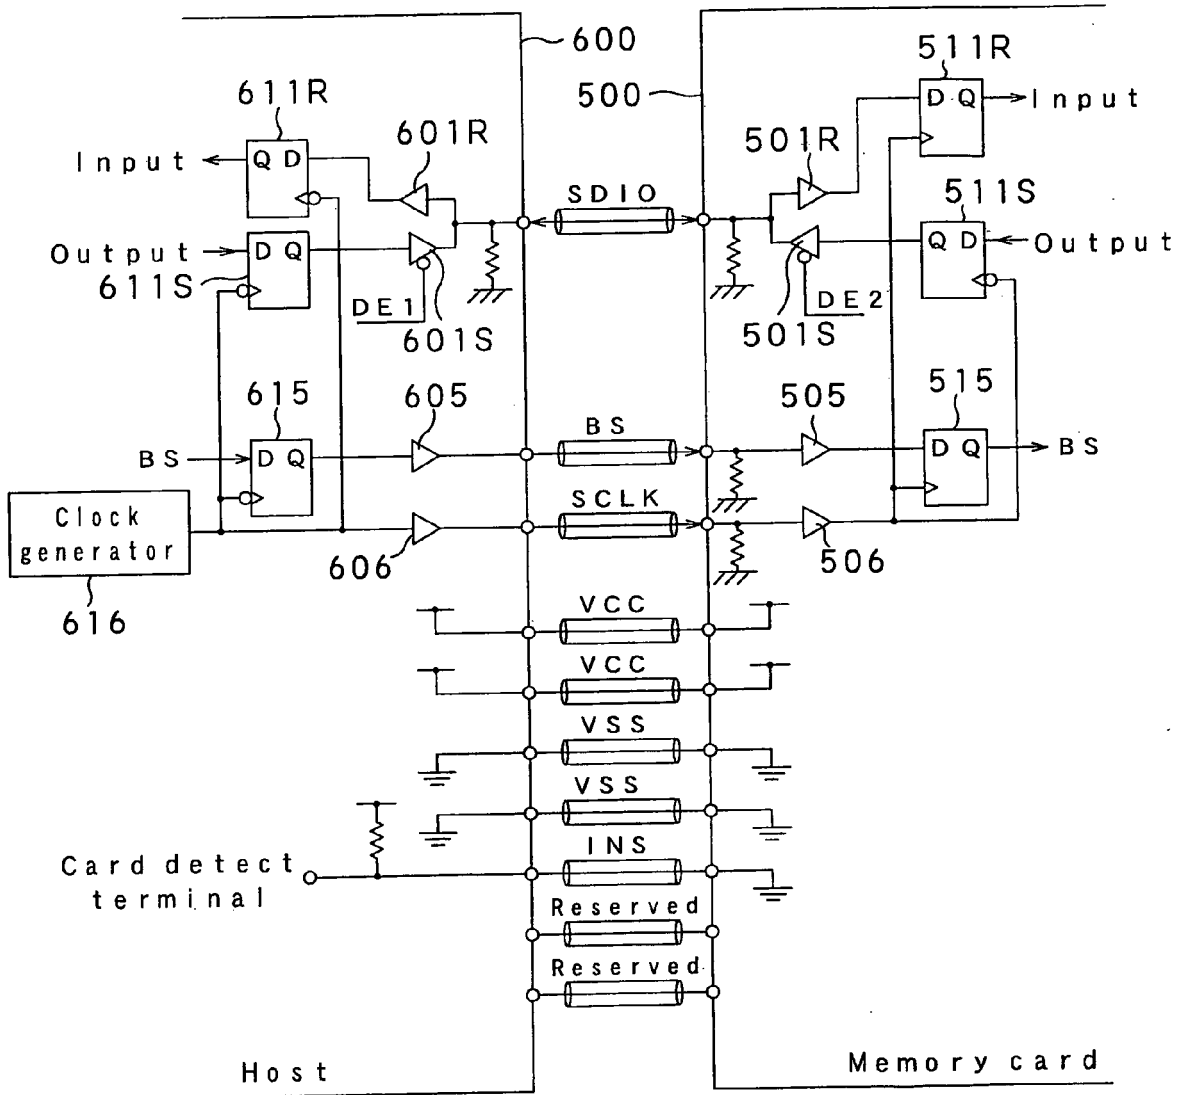 600
500
511R
D Q
Input
611R
601R
501R
Input
Q D
SDIO
511S
Output
D Q
Q D
Output
611S
DE1
DE2
601S
501S
615
605
505
515
BS
BS
D Q
D Q
BS
Clock
generator
SCLK
606
506
616
VCC
VCC
VSS
VSS
Card detect
terminal
INS
Reserved
Reserved
Host
Memory card